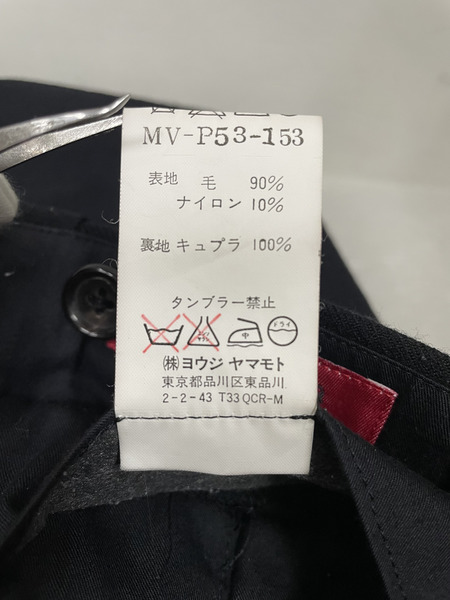 MV-P53-153
表地 毛 90%
ナイロン 10%
裏地 キュプラ 100%
タンブラー禁止
中 ドライ
(株)ヨウジ ヤマモト
東京都品川区東品川
2-2-43 T33 QCR-M